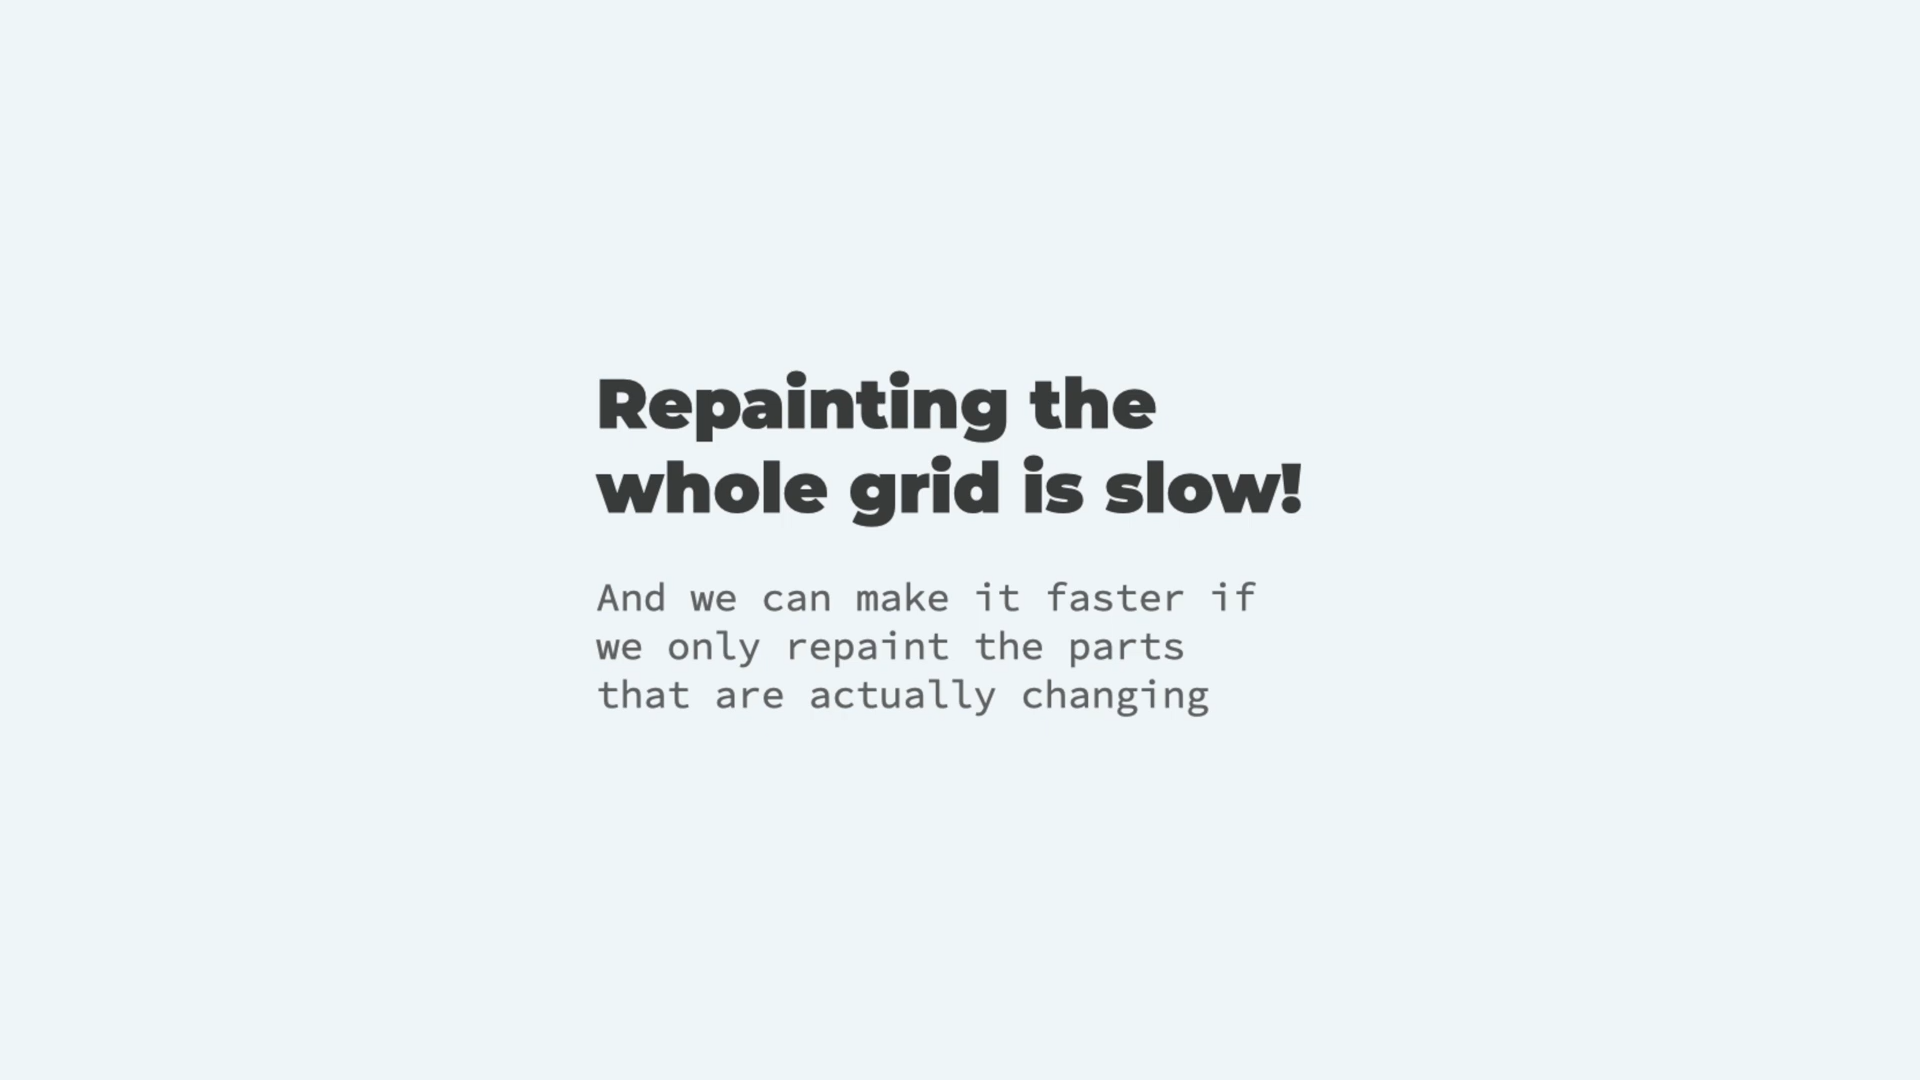 Repainting the
whole grid is slow!
And we can make it faster if
we only repaint the parts
that are actually changing